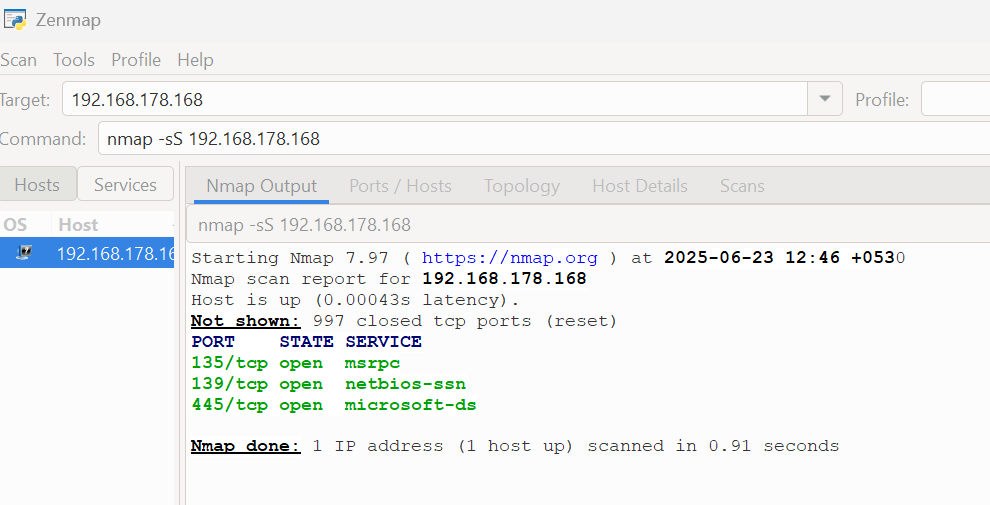 Zenmap
Scan Tools Profile Help
Target: 192.168.178.168 Profile:
Command: nmap -sS 192.168.178.168
Hosts Services
Nmap Output Ports / Hosts Topology Host Details Scans
OS Host
192.168.178.16
nmap -sS 192.168.178.168
Starting Nmap 7.97 ( https://nmap.org ) at 2025-06-23 12:46 +0530
Nmap scan report for 192.168.178.168
Host is up (0.00043s latency).
Not shown: 997 closed tcp ports (reset)
PORT STATE SERVICE
135/tcp open msrpc
139/tcp open netbios-ssn
445/tcp open microsoft-ds
Nmap done: 1 IP address (1 host up) scanned in 0.91 seconds